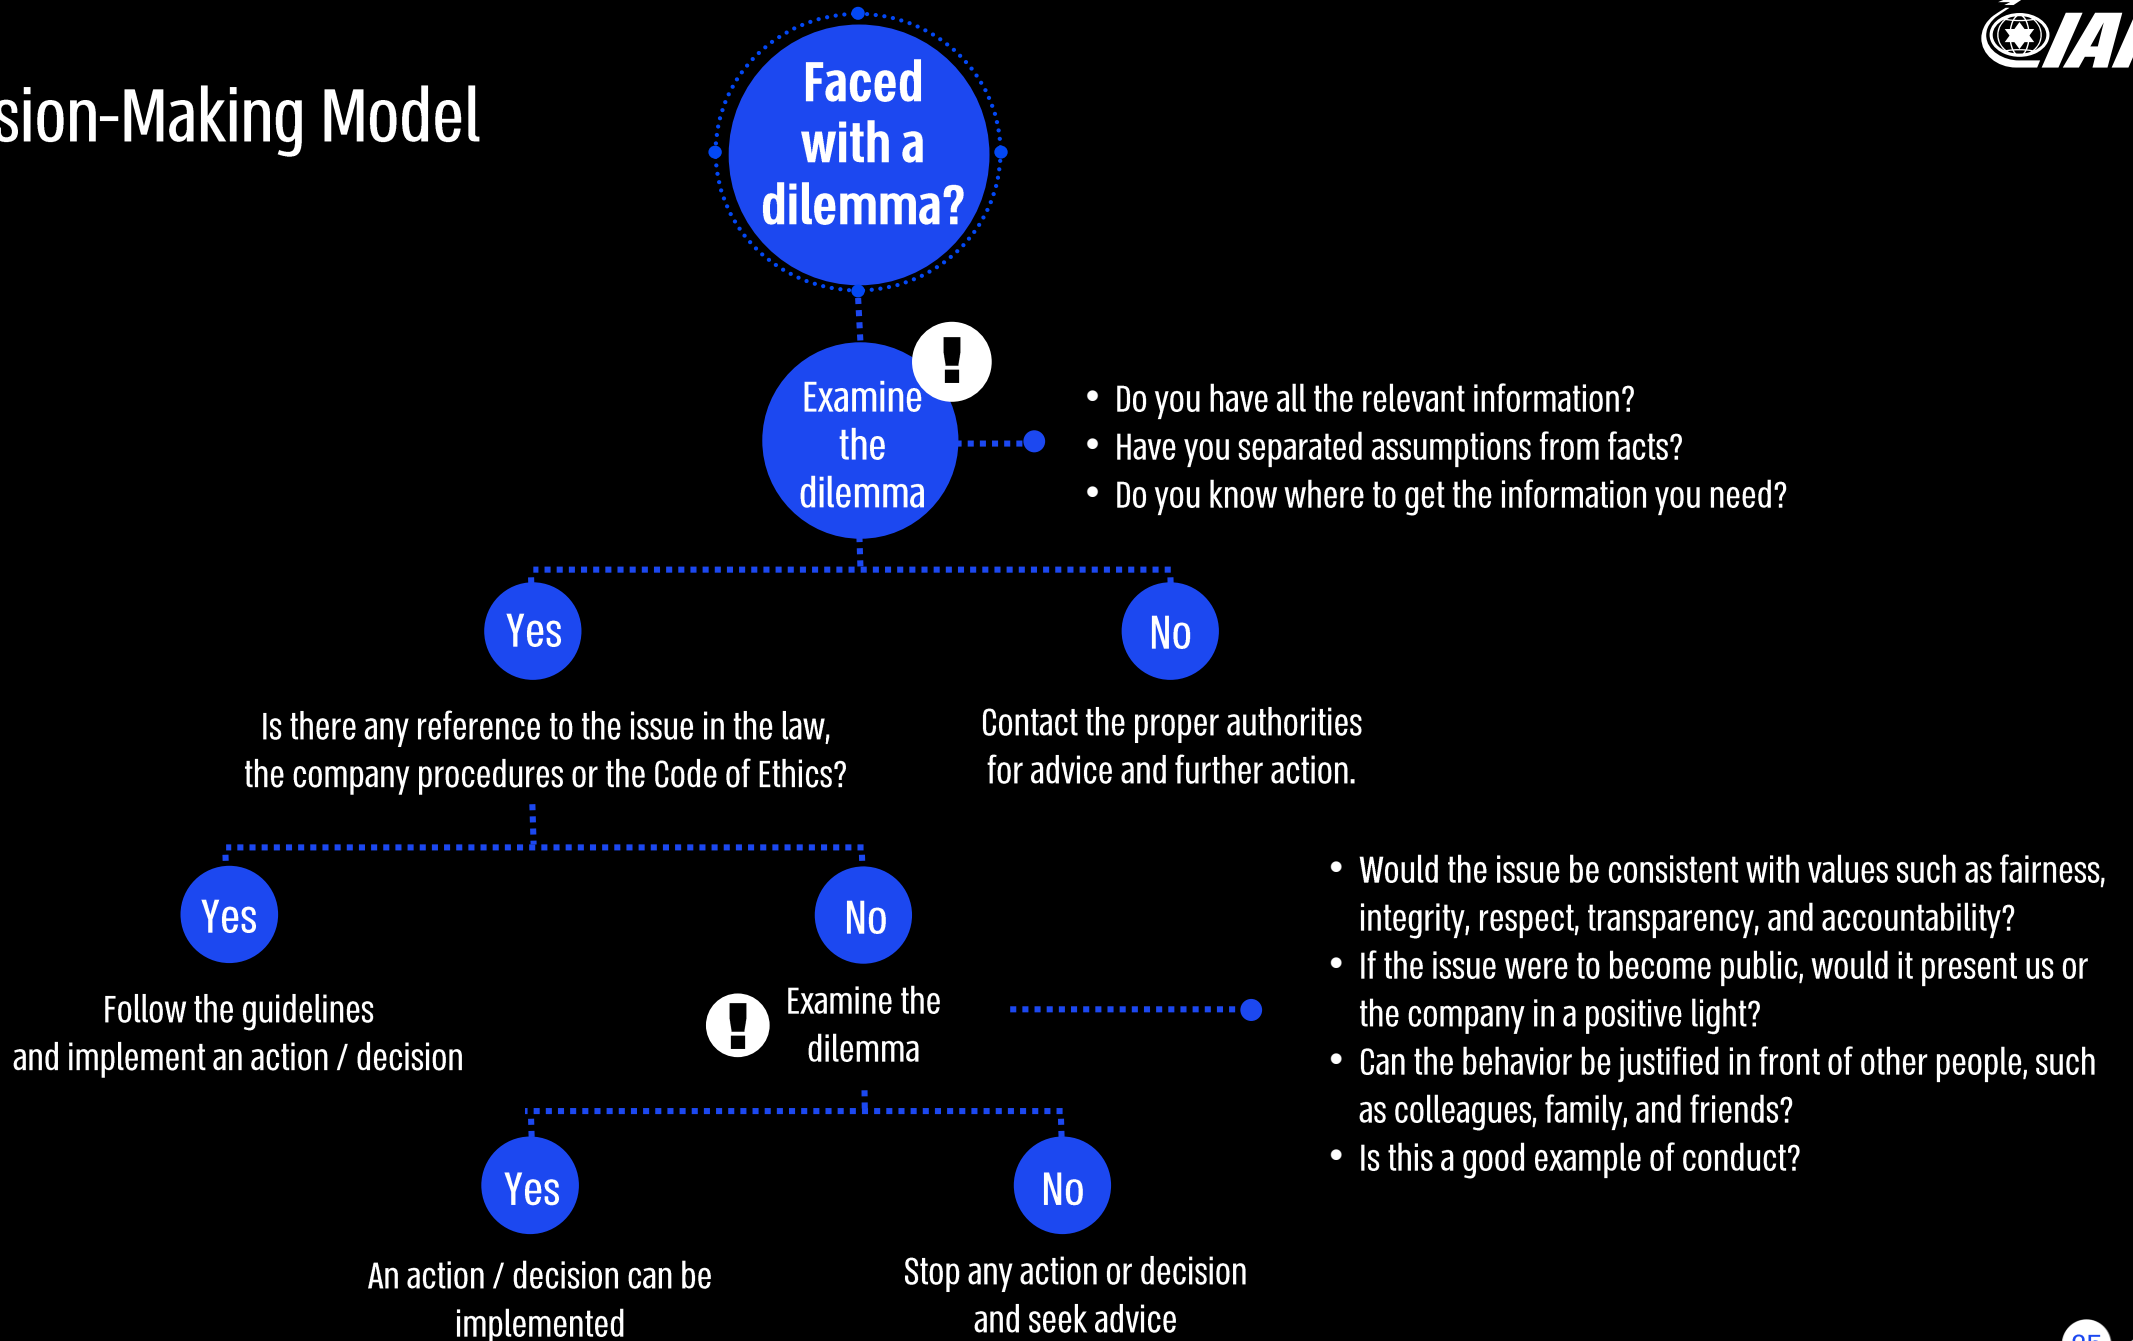 sion-Making Model
Faced
with a
dilemma?
!
Examine
the
dilemma
• Do you have all the relevant information?
• Have you separated assumptions from facts?
• Do you know where to get the information you need?
Yes
No
Is there any reference to the issue in the law,
the company procedures or the Code of Ethics?
Contact the proper authorities
for advice and further action.
Yes
No
Follow the guidelines
and implement an action / decision
!
Examine the
dilemma
• Would the issue be consistent with values such as fairness,
integrity, respect, transparency, and accountability?
• If the issue were to become public, would it present us or
the company in a positive light?
• Can the behavior be justified in front of other people, such
as colleagues, family, and friends?
• Is this a good example of conduct?
Yes
No
An action / decision can be
implemented
Stop any action or decision
and seek advice